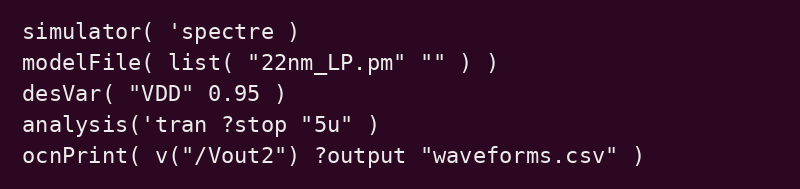 simulator( 'spectre )
modelFile( list( "22nm_LP.pm" "" ) )
desVar( "VDD" 0.95 )
analysis('tran ?stop "5u" )
ocnPrint( v("/Vout2") ?output "waveforms.csv" )